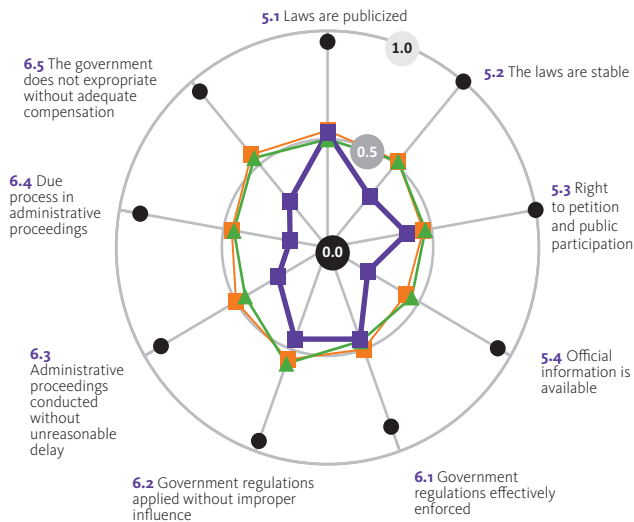 5.1 Laws are publicized
1.0
5.2 The laws are stable
6.5 The government
does not expropriate
without adequate
compensation
0.5
5.3 Right
to petition
and public
participation
6.4 Due
process in
administrative
proceedings
0.0
5.4 Official
information is
available
6.3
Administrative
proceedings
conducted
without
unreasonable
delay
6.2 Government regulations
applied without improper
influence
6.1 Government
regulations effectively
enforced